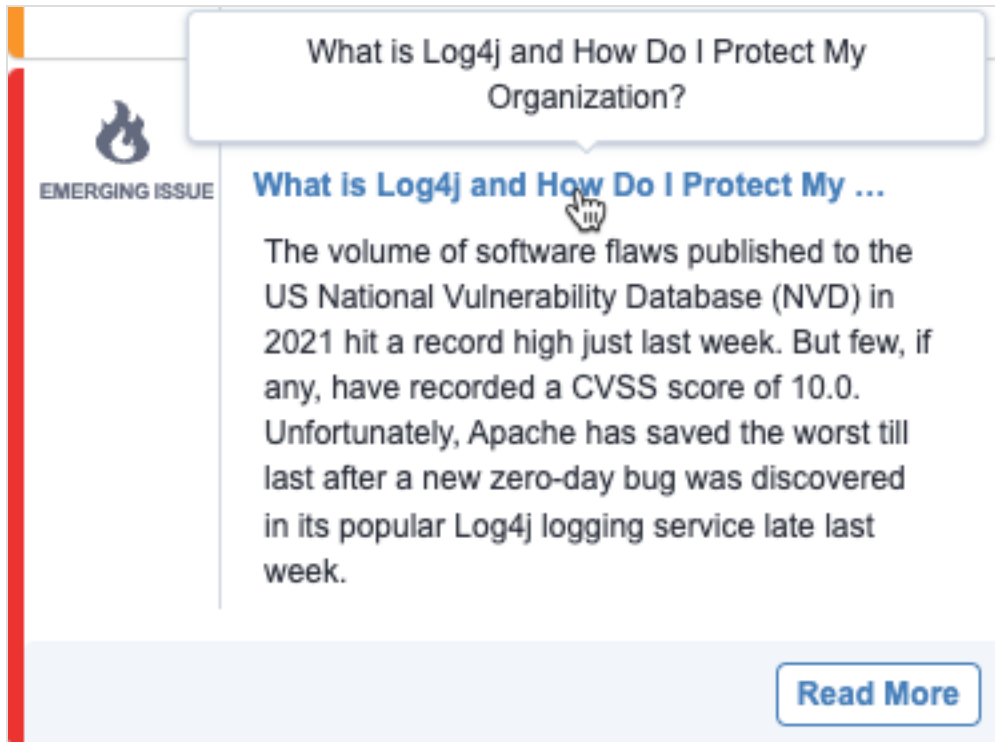 What is Log4j and How Do I Protect My
Organization?
EMERGING ISSUE
What is Log4j and How Do I Protect My ...
The volume of software flaws published to the
US National Vulnerability Database (NVD) in
2021 hit a record high just last week. But few, if
any, have recorded a CVSS score of 10.0.
Unfortunately, Apache has saved the worst till
last after a new zero-day bug was discovered
in its popular Log4j logging service late last
week.
Read More